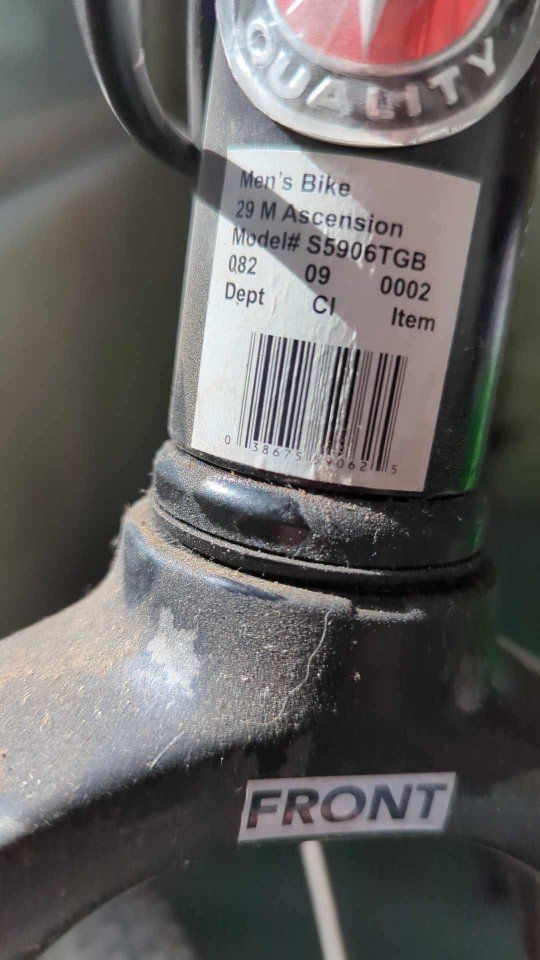 QUALITY
Men's Bike
29 M Ascension
Model# S5906TGB
082 09 0002
Dept Cl Item
FRONT